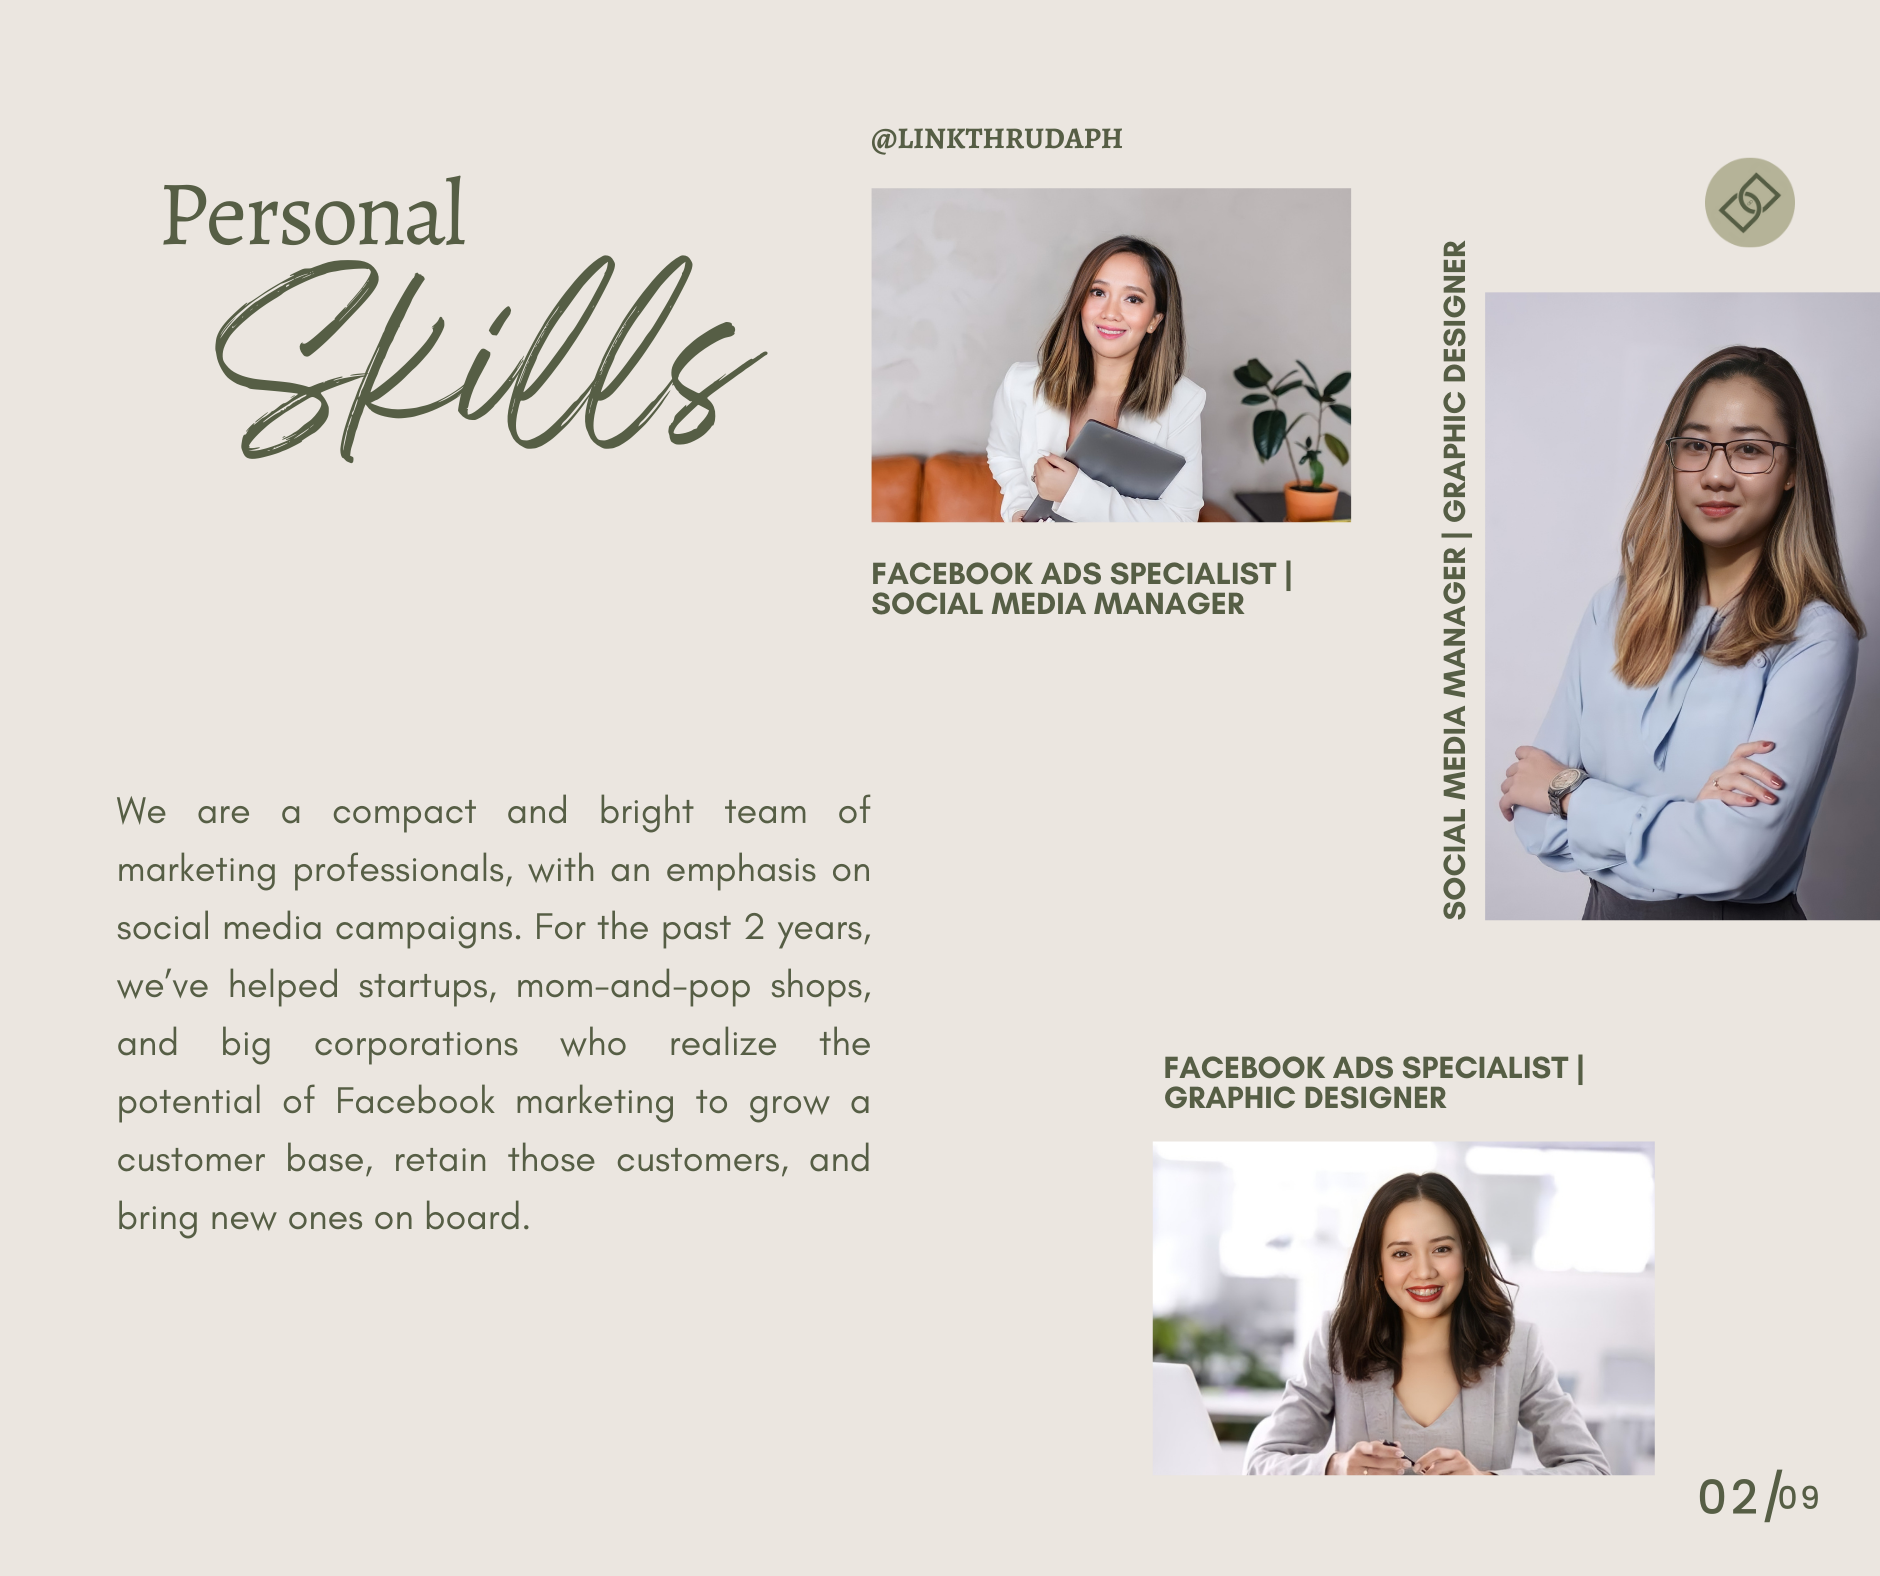 @LINKTHRUDAPH
Personal
Skills
FACEBOOK ADS SPECIALIST |
SOCIAL MEDIA MANAGER
SOCIAL MEDIA MANAGER | GRAPHIC DESIGNER
We are a compact and bright team of
marketing professionals, with an emphasis on
social media campaigns. For the past 2 years,
we’ve helped startups, mom-and-pop shops,
and big corporations who realize the
potential of Facebook marketing to grow a
customer base, retain those customers, and
bring new ones on board.
FACEBOOK ADS SPECIALIST |
GRAPHIC DESIGNER
02/09